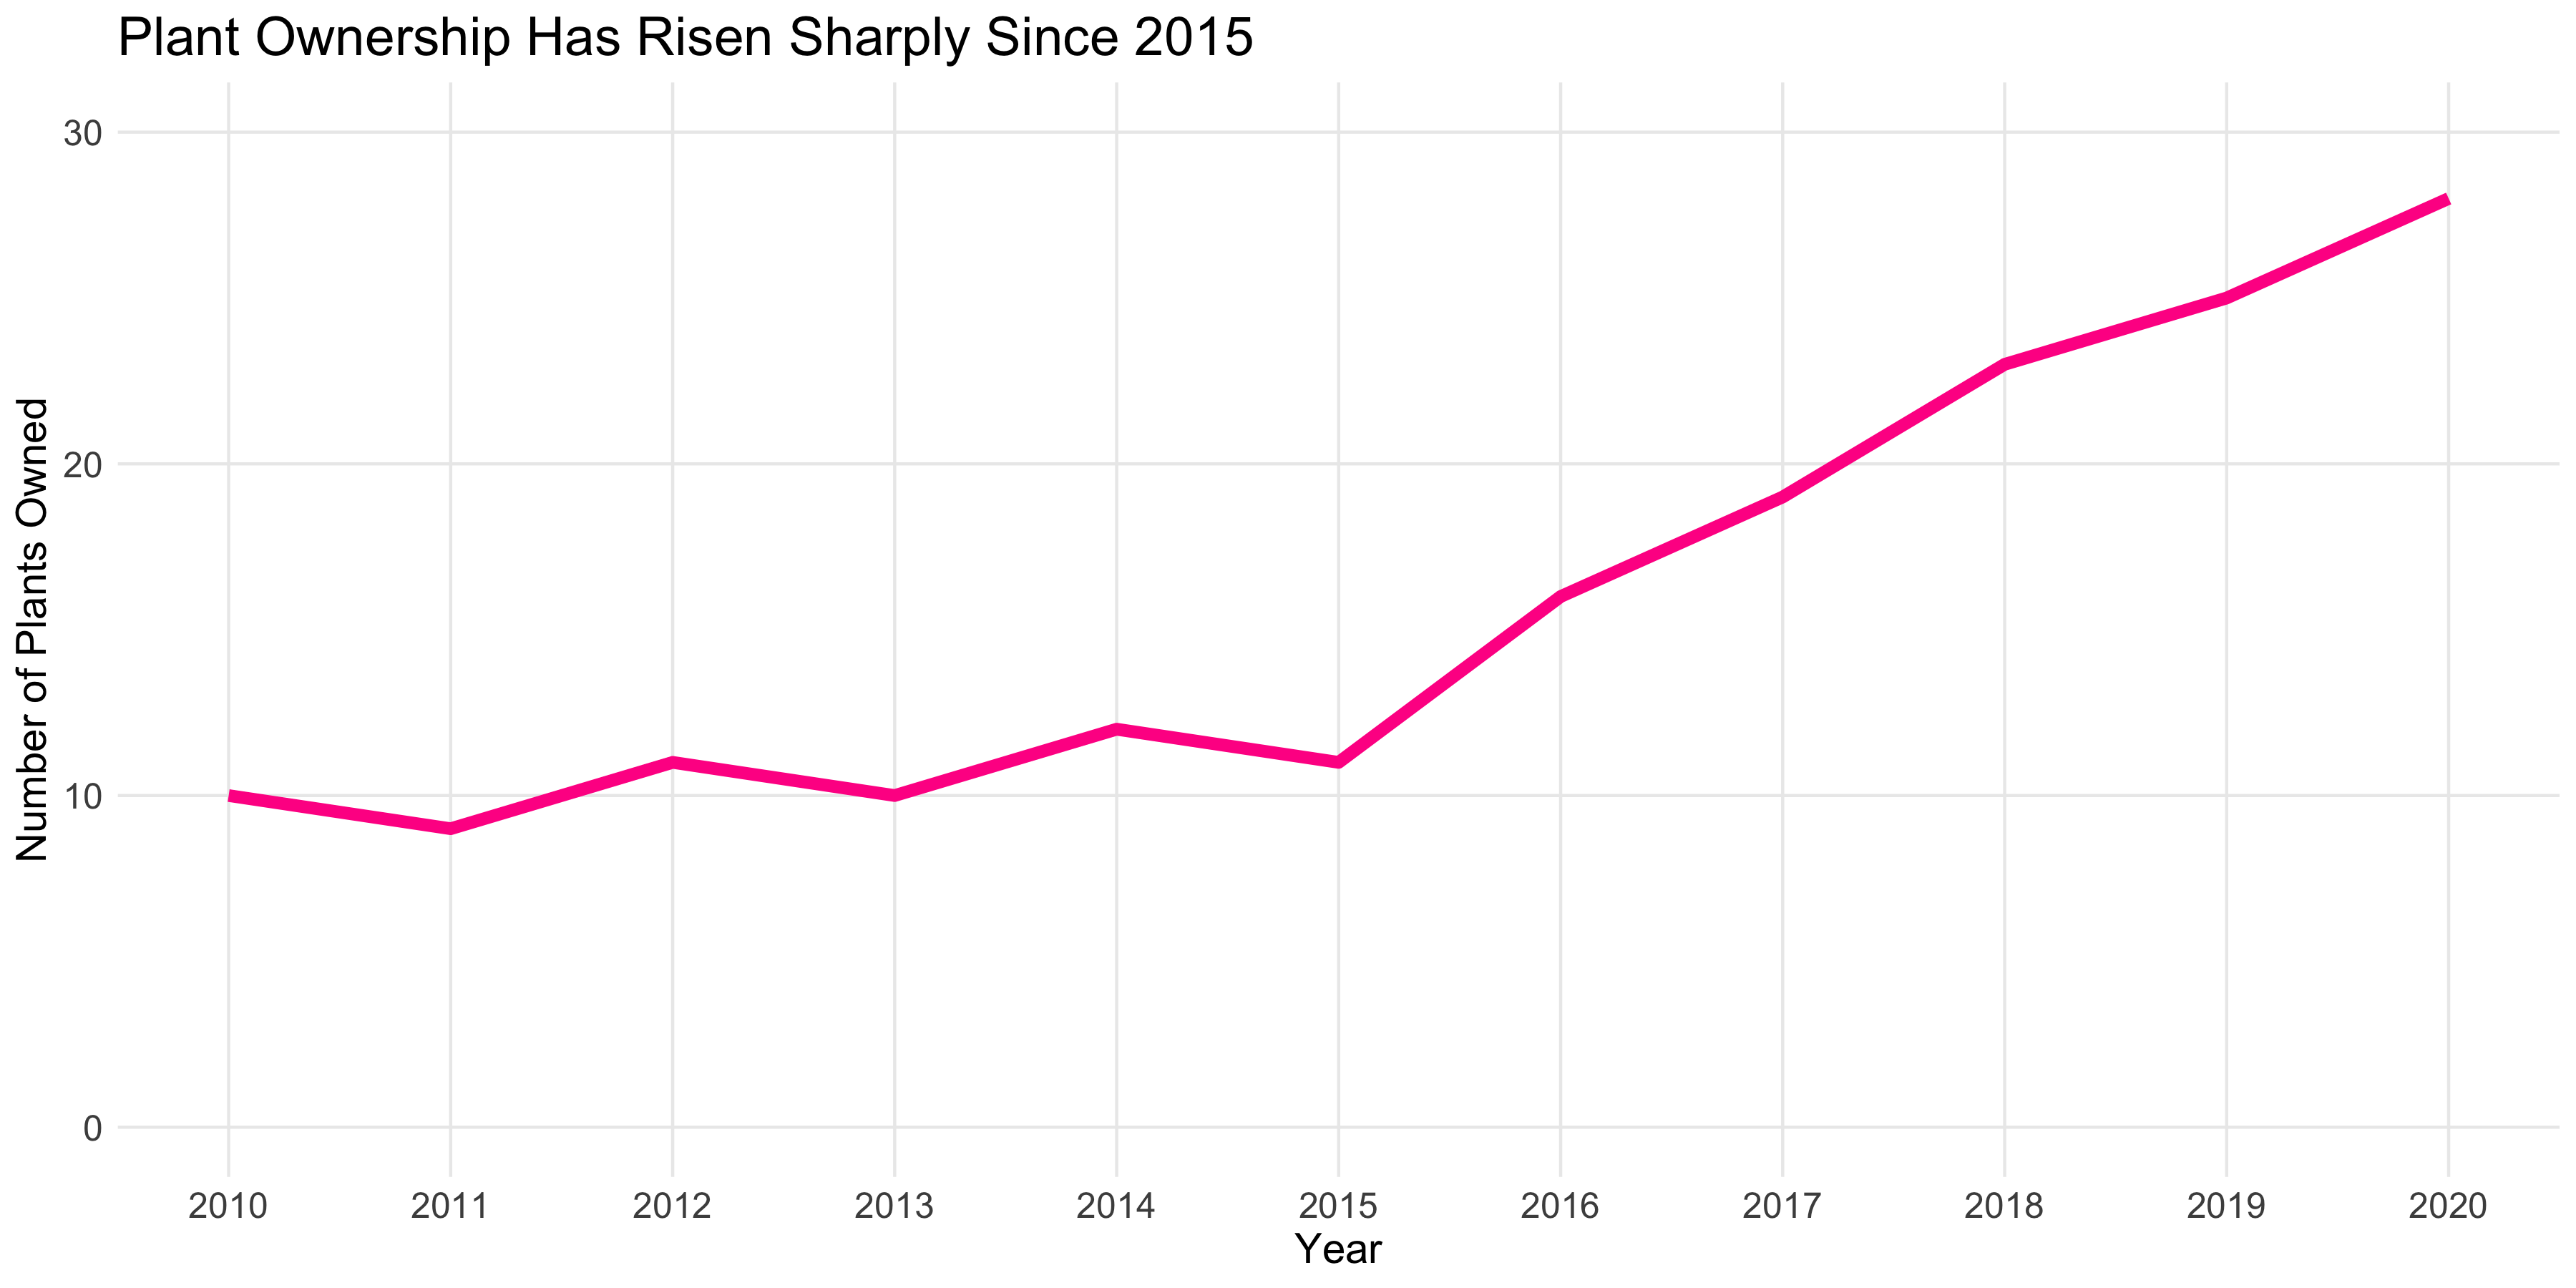 Plant Ownership Has Risen Sharply Since 2015
Number of Plants Owned
30
20
10
0
2010 2011 2012 2013 2014 2015 2016 2017 2018 2019 2020
Year